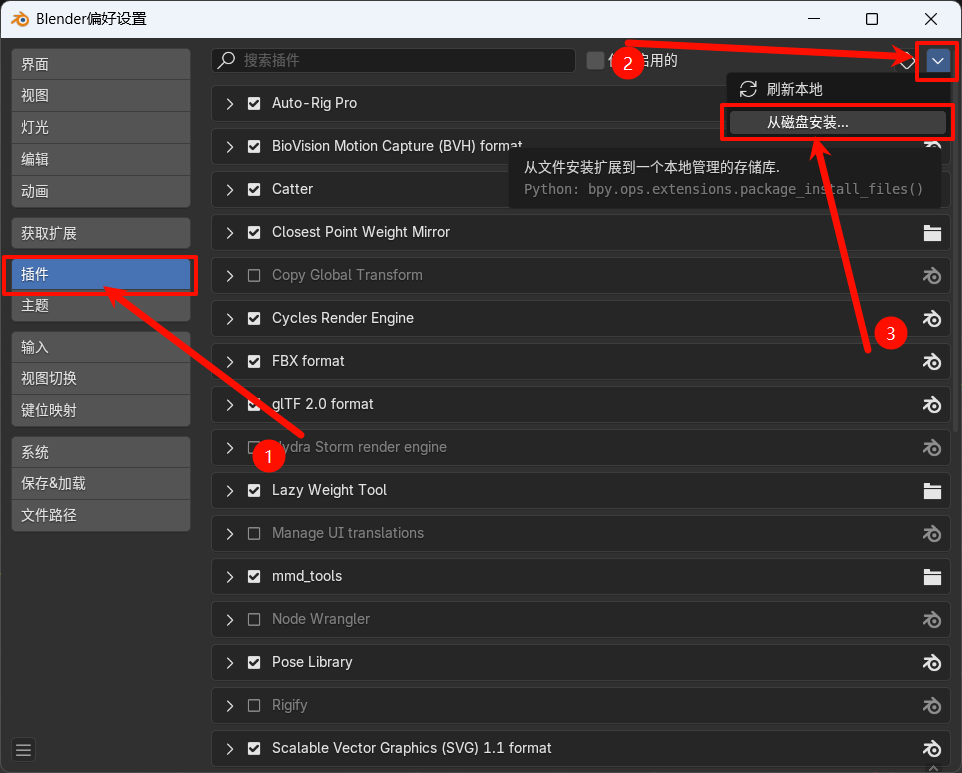 Blender偏好设置
界面
视图
灯光
编辑
动画
获取扩展
插件
主题
输入
视图切换
键位映射
系统
保存&加载
文件路径
搜索插件
2
启用的
刷新本地
从磁盘安装...
从文件安装扩展到一个本地管理的存储库.
Python: bpy.ops.extensions.package_install_files()
Auto-Rig Pro
BioVision Motion Capture (BVH) format
Catter
Closest Point Weight Mirror
Copy Global Transform
Cycles Render Engine
3
FBX format
glTF 2.0 format
1
Hydra Storm render engine
Lazy Weight Tool
Manage UI translations
mmd_tools
Node Wrangler
Pose Library
Rigify
Scalable Vector Graphics (SVG) 1.1 format